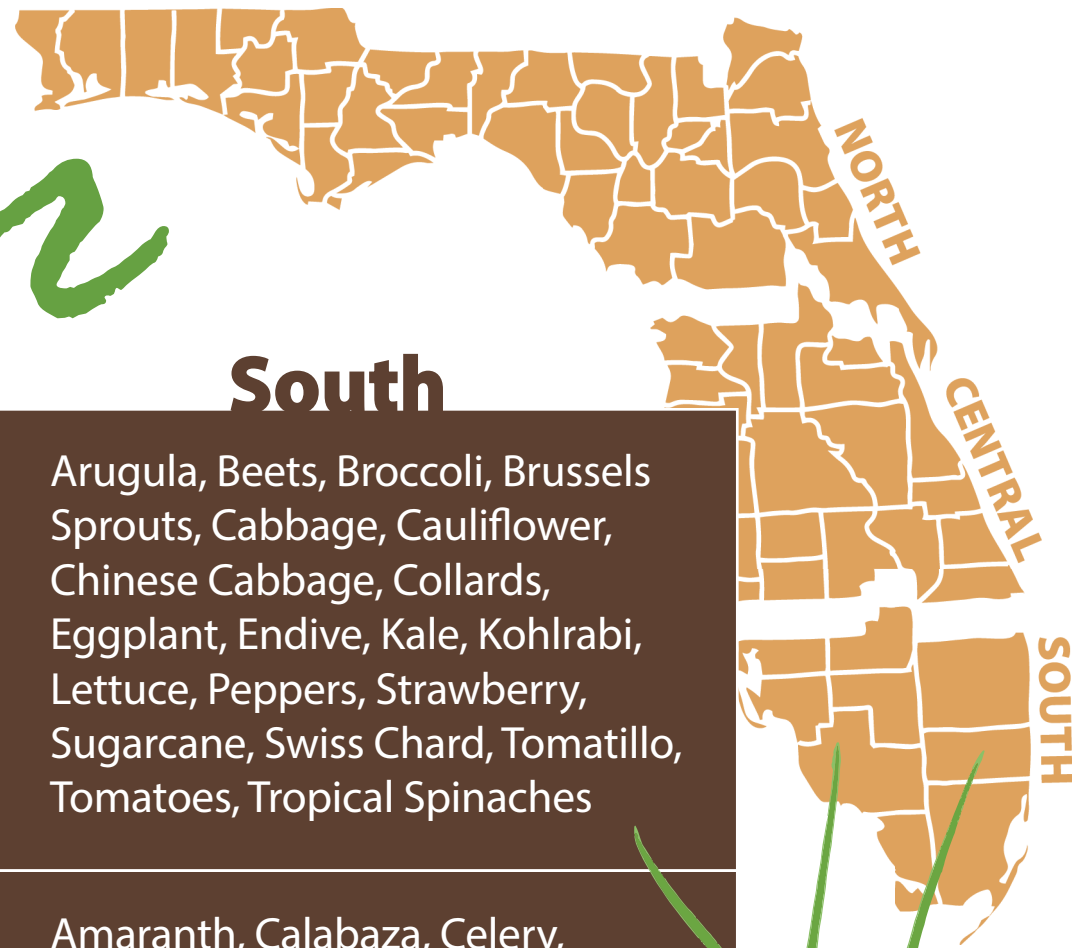 NORTH
South
CENTRAL
Arugula, Beets, Broccoli, Brussels
Sprouts, Cabbage, Cauliflower,
Chinese Cabbage, Collards,
Eggplant, Endive, Kale, Kohlrabi,
Lettuce, Peppers, Strawberry,
Sugarcane, Swiss Chard, Tomatillo,
Tomatoes, Tropical Spinaches
SOUTH
Amaranth, Calabaza, Celery,